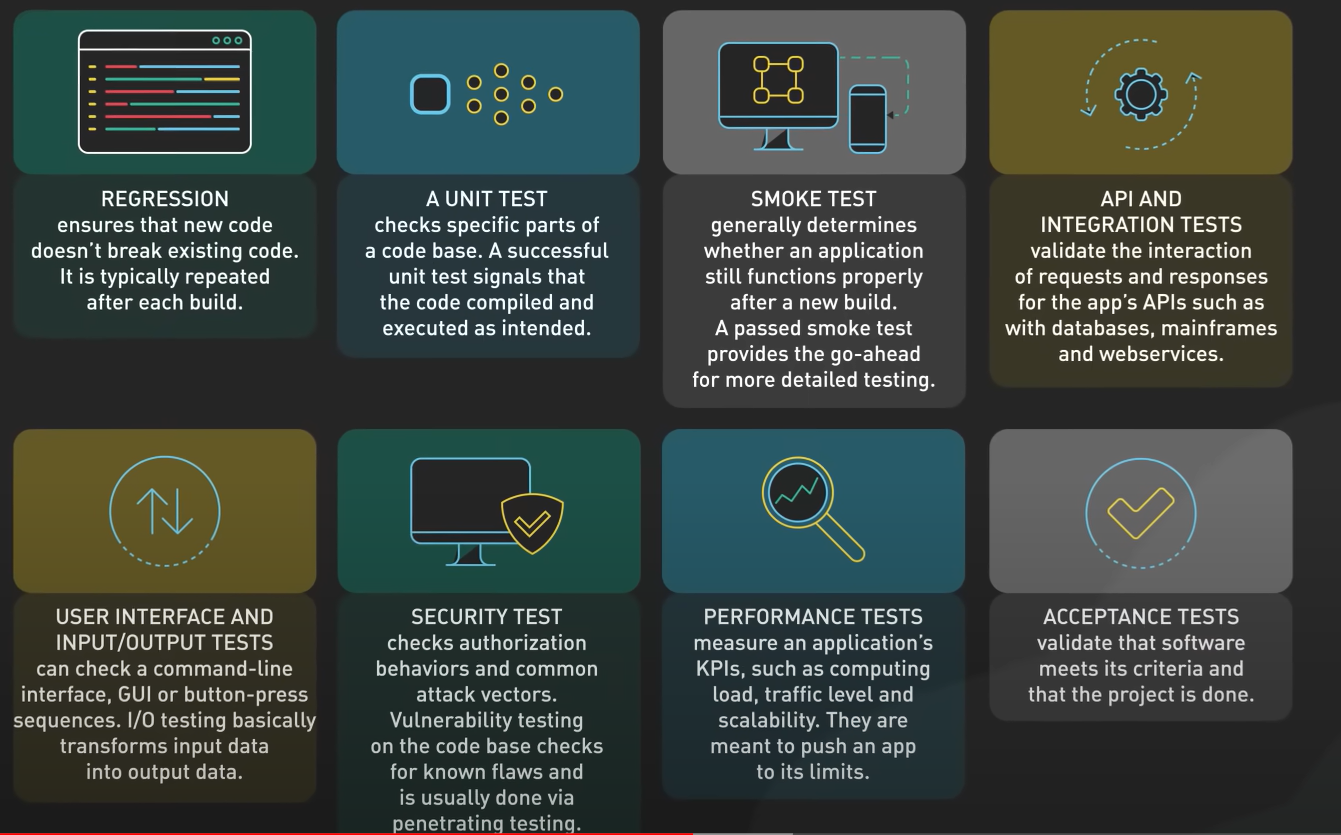 REGRESSION
ensures that new code
doesn't break existing code.
It is typically repeated
after each build.
A UNIT TEST
checks specific parts of
a code base. A successful
unit test signals that
the code compiled and
executed as intended.
SMOKE TEST
generally determines
whether an application
still functions properly
after a new build.
A passed smoke test
provides the go-ahead
for more detailed testing.
API AND
INTEGRATION TESTS
validate the interaction
of requests and responses
for the app's APIs such as
with databases, mainframes
and webservices.
USER INTERFACE AND
INPUT/OUTPUT TESTS
can check a command-line
interface, GUI or button-press
sequences. I/O testing basically
transforms input data
into output data.
SECURITY TEST
checks authorization
behaviors and common
attack vectors.
Vulnerability testing
on the code base checks
for known flaws and
is usually done via
penetrating testing.
PERFORMANCE TESTS
measure an application's
KPIs, such as computing
load, traffic level and
scalability. They are
meant to push an app
to its limits.
ACCEPTANCE TESTS
validate that software
meets its criteria and
that the project is done.